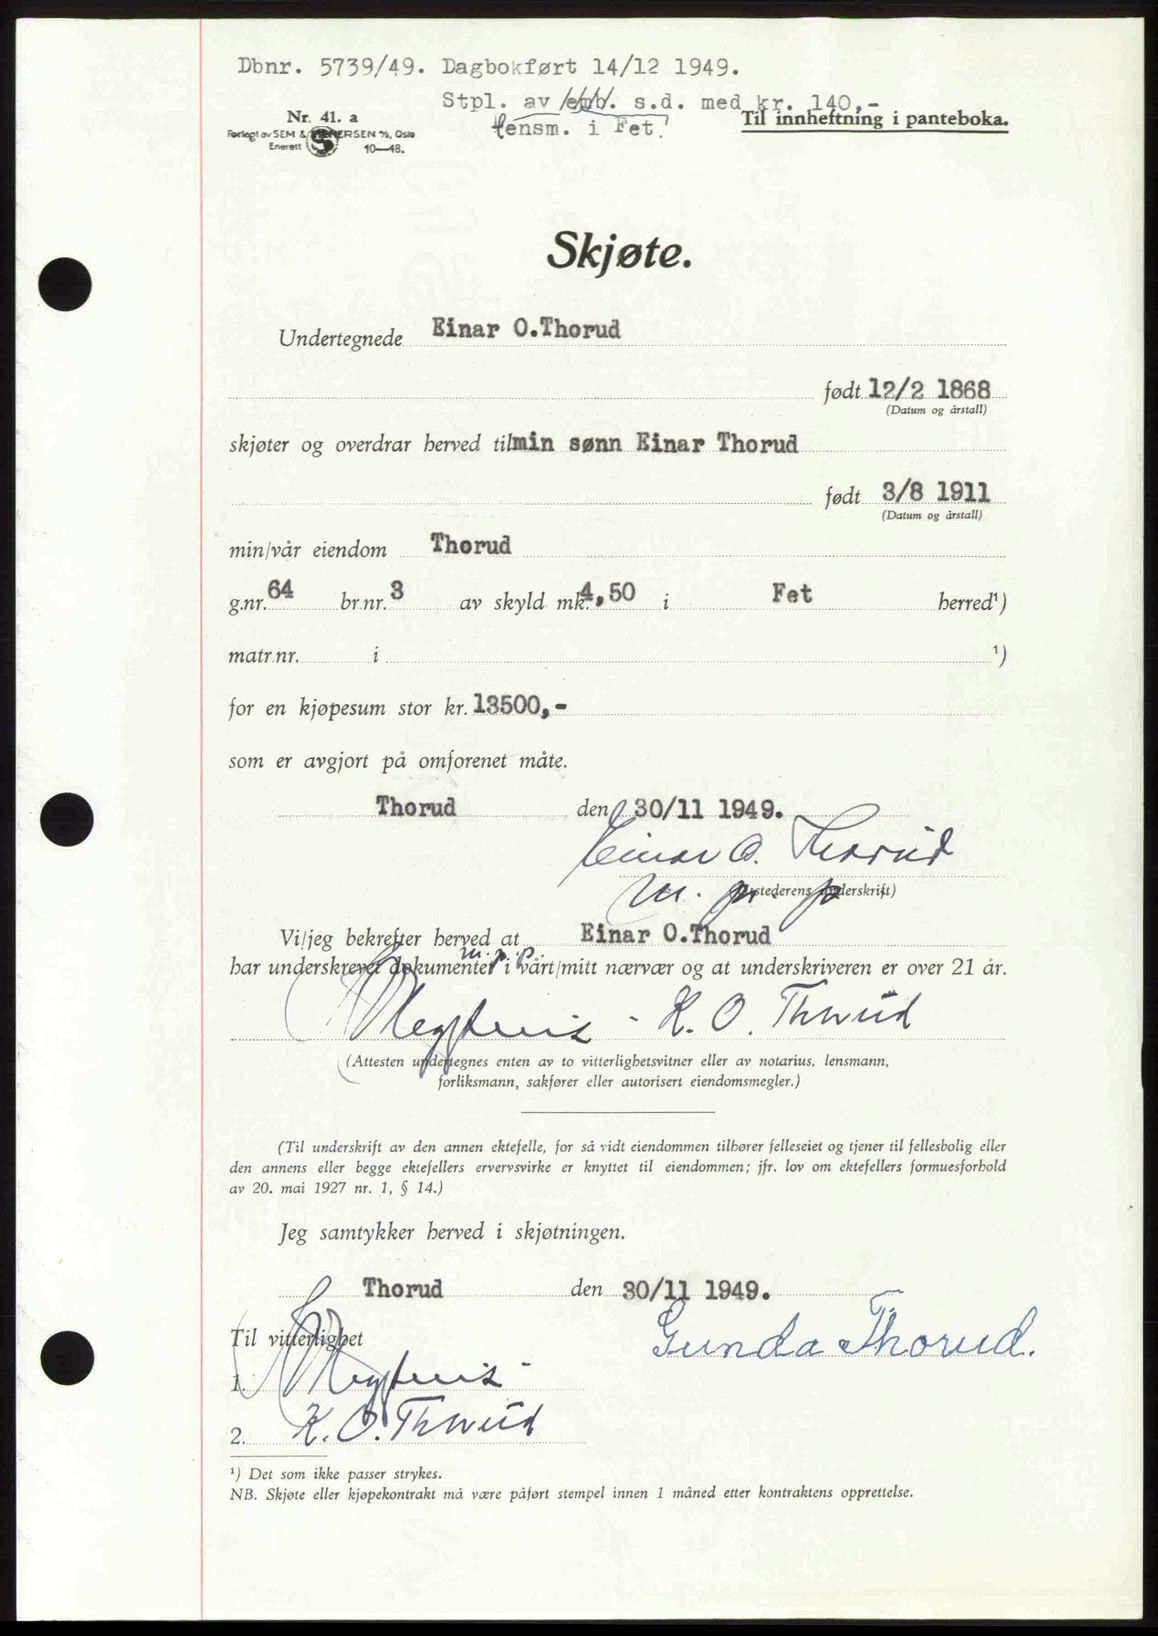 Dbnr. 5739/49. Dagbokført 14/12 1949.
Stpl. av s.d. med kr. 140,-
lensm. i Fet.
Nr. 41. a
Til innheftning i panteboka.
Forlagt av SEM & STENERSEN A/S, Oslo
Enerett 10—48.
Skjøte.
Undertegnede Einar O.Thorud
født 12/2 1868
(Datum og årstall)
skjøter og overdrar herved til min sønn Einar Thorud
født 3/8 1911
(Datum og årstall)
min/vår eiendom Thorud
g.nr. 64 br.nr. 3 av skyld mk. 4,50 i Fet herred¹)
matr.nr. i ¹)
for en kjøpesum stor kr. 13500,-
som er avgjort på omforenet måte.
Thorud den 30/11 1949.
Einar O. Thorud
m. p. p.
(Utstederens underskrift)
Vi/jeg bekrefter herved at Einar O.Thorud
m.p.p.
har underskrevet dokumentet i vårt/mitt nærvær og at underskriveren er over 21 år.
K. O. Thorud
(Attesten undertegnes enten av to vitterlighetsvitner eller av notarius, lensmann,
forliksmann, sakfører eller autorisert eiendomsmegler.)
(Til underskrift av den annen ektefelle, for så vidt eiendommen tilhører felleseiet og tjener til fellesbolig eller
den annens eller begge ektefellers ervervsvirke er knyttet til eiendommen; jfr. lov om ektefellers formuesforhold
av 20. mai 1927 nr. 1, § 14.)
Jeg samtykker herved i skjøtningen.
Thorud den 30/11 1949.
Til vitterlighet
Gunda Thorud.
1.
2. K. O. Thorud
¹) Det som ikke passer strykes.
NB. Skjøte eller kjøpekontrakt må være påført stempel innen 1 måned etter kontraktens opprettelse.